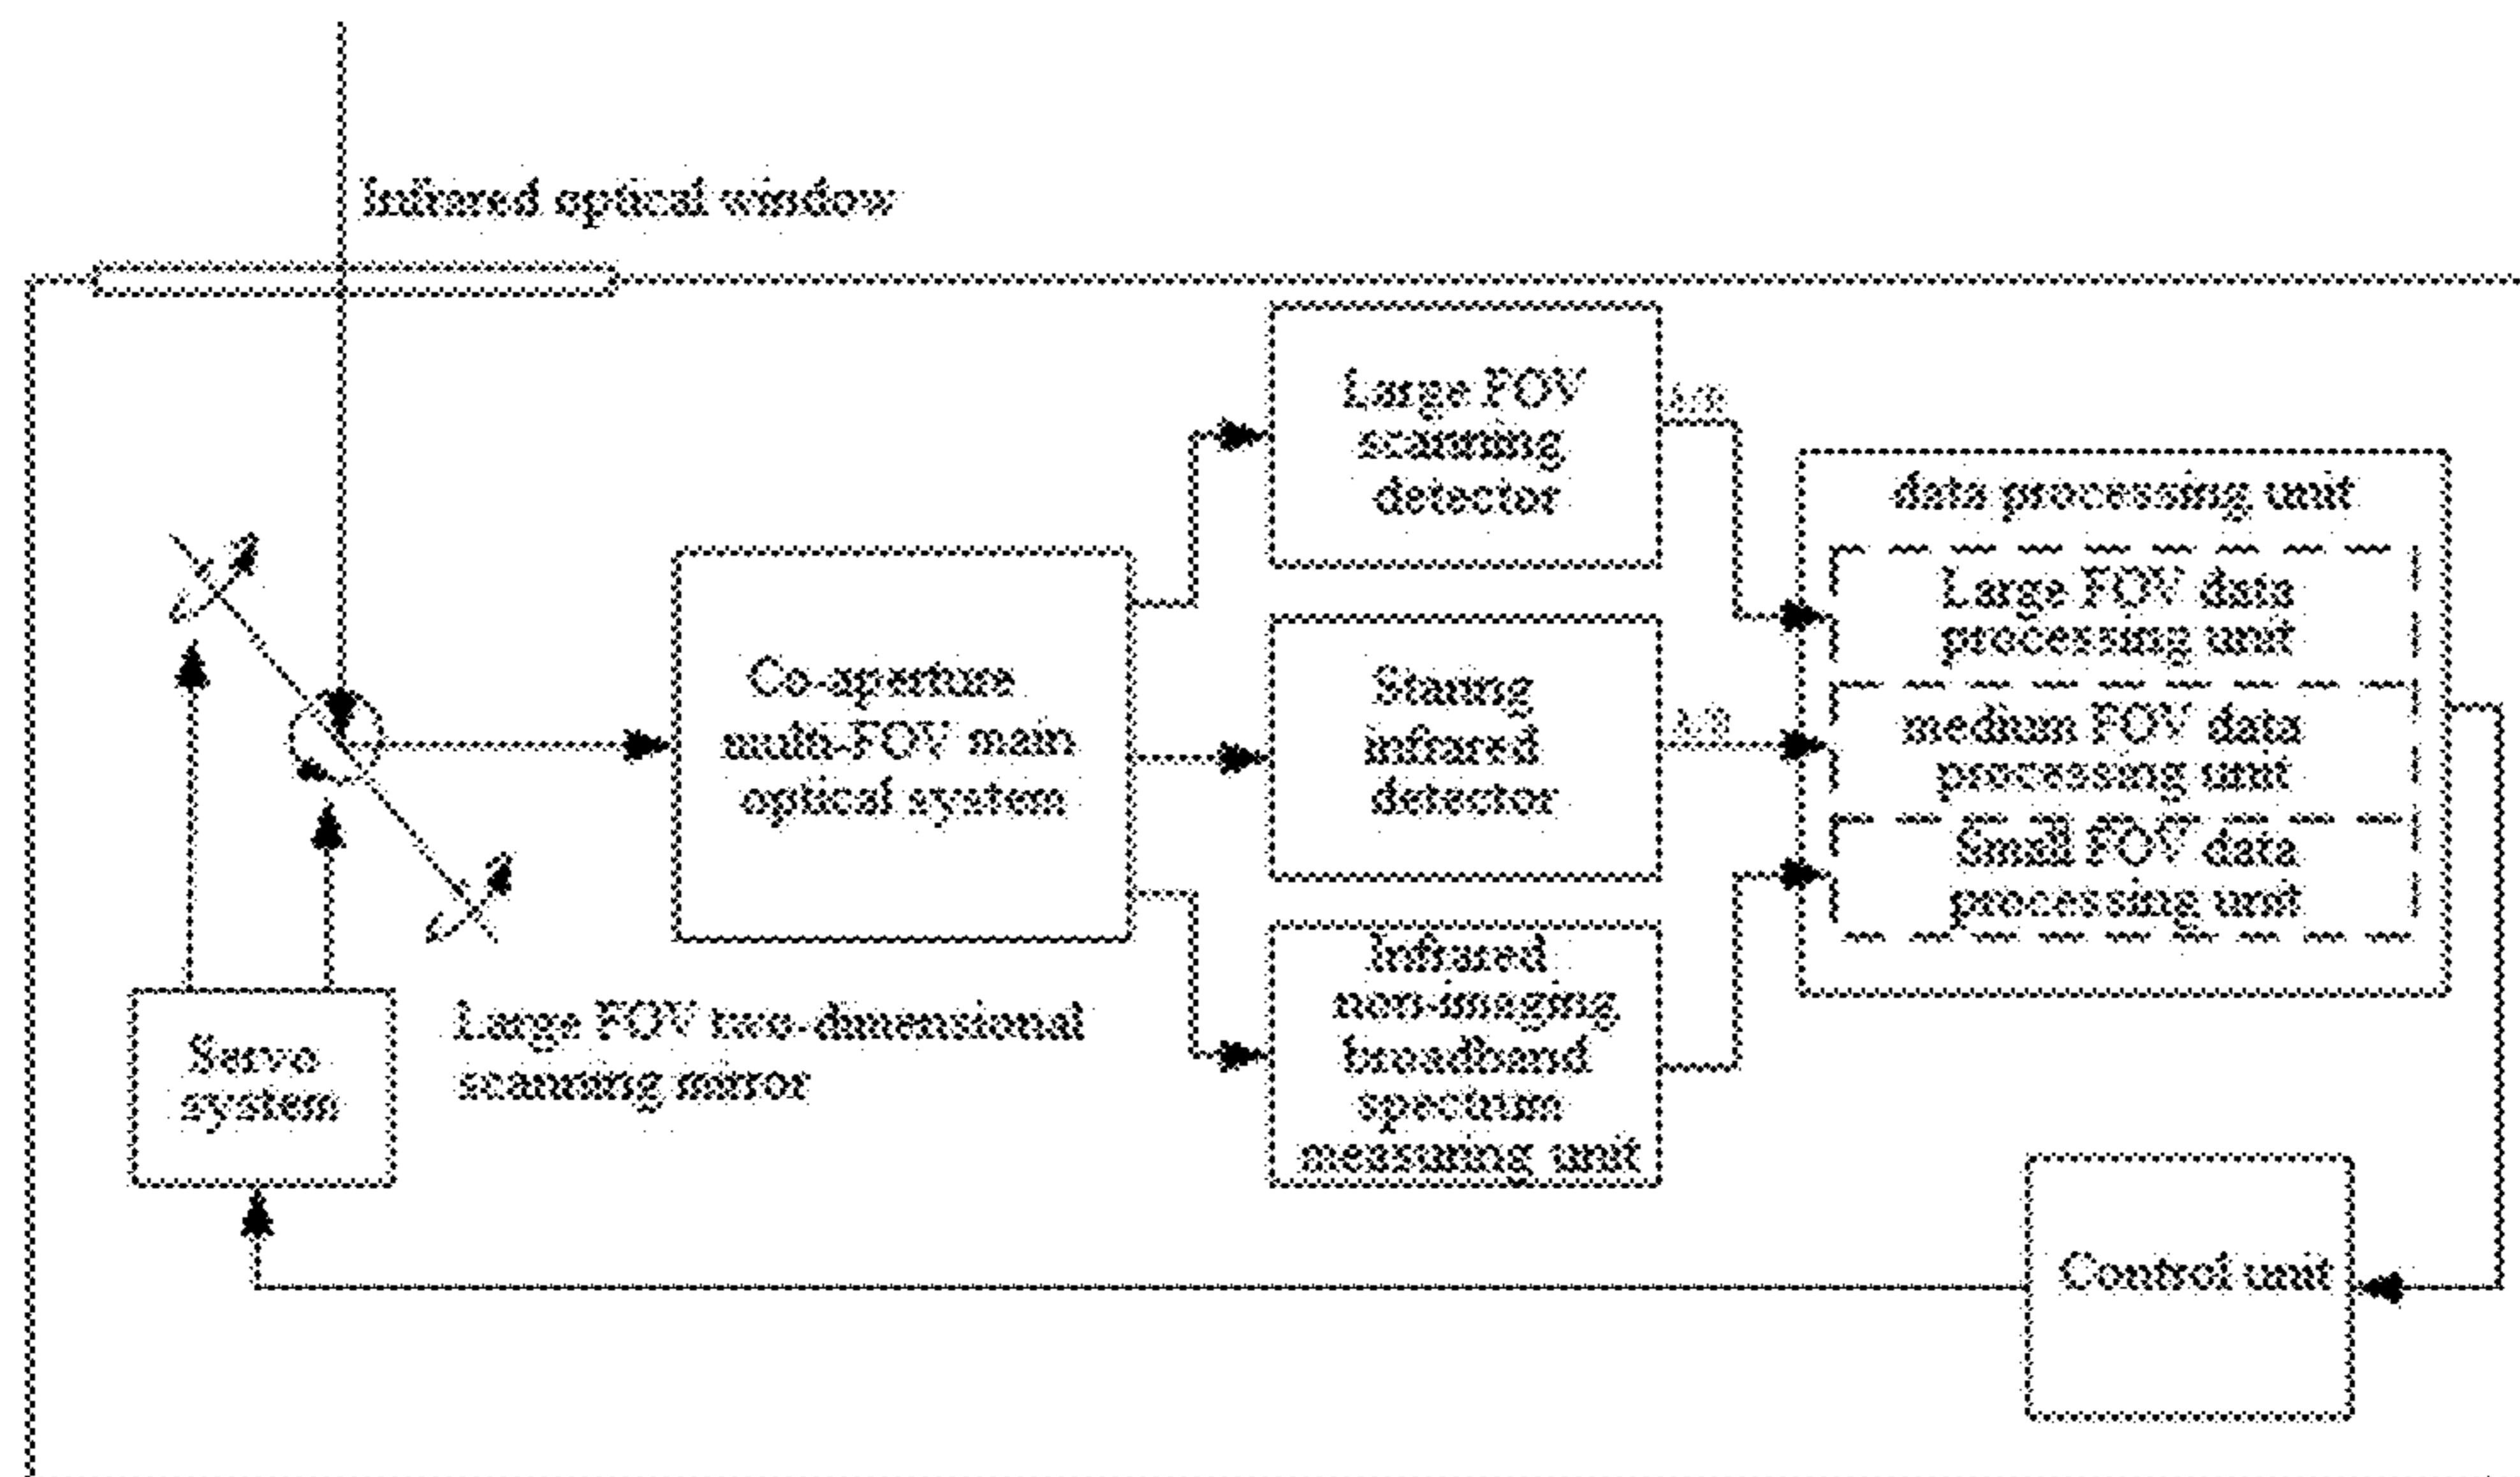 Infrared optical window
Large FOV
scanning
detector
data processing unit
Large FOV data
processing unit
Co-aperture
multi-FOV main
optical system
Staring
infrared
detector
medium FOV data
processing unit
Small FOV data
processing unit
Infrared
non-imaging
broadband
spectrum
measuring unit
Large FOV two-dimensional
scanning mirror
Servo
system
Control unit